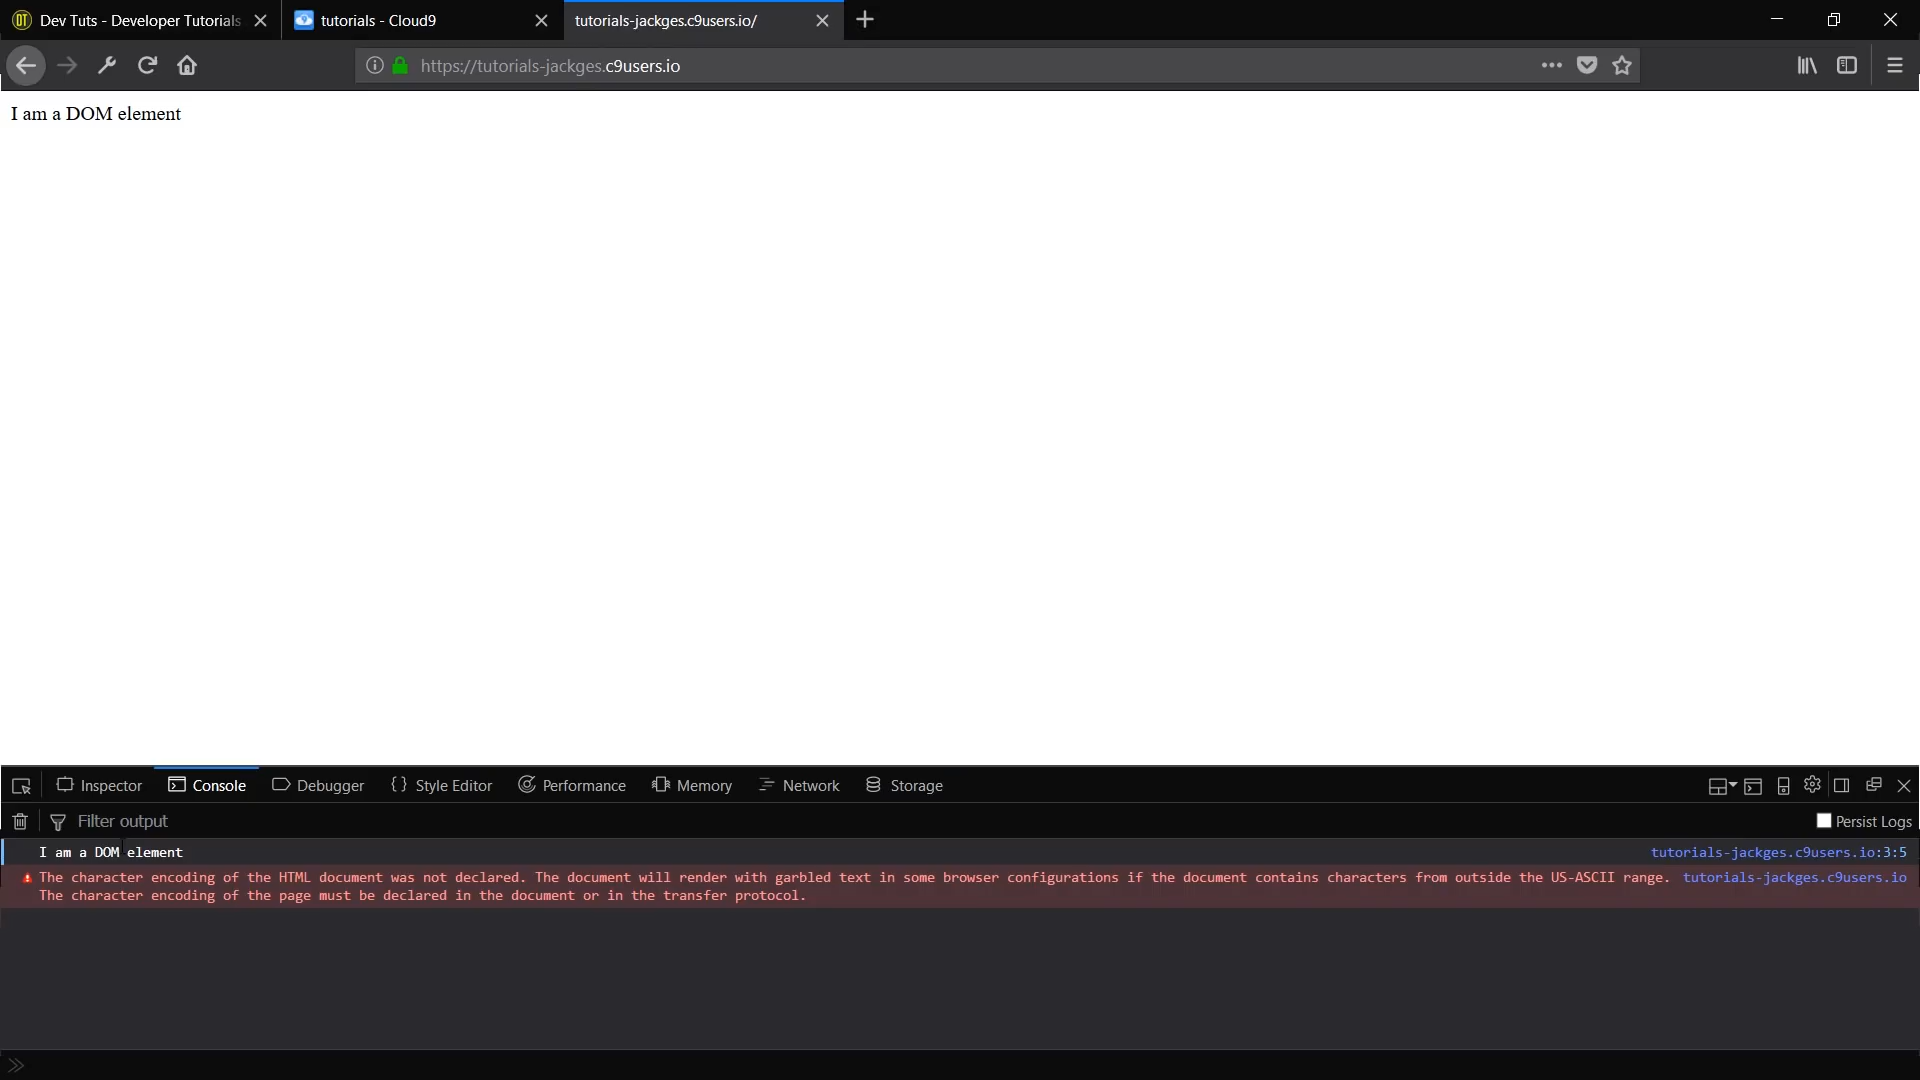 Dev Tuts - Developer Tutorials
tutorials - Cloud9
tutorials-jackges.c9users.io/
https://tutorials-jackges.c9users.io
I am a DOM element
Inspector
Console
Debugger
Style Editor
Performance
Memory
Network
Storage
Filter output
Persist Logs
I am a DOM element
tutorials-jackges.c9users.io:3:5
The character encoding of the HTML document was not declared. The document will render with garbled text in some browser configurations if the document contains characters from outside the US-ASCII range.
tutorials-jackges.c9users.io
The character encoding of the page must be declared in the document or in the transfer protocol.